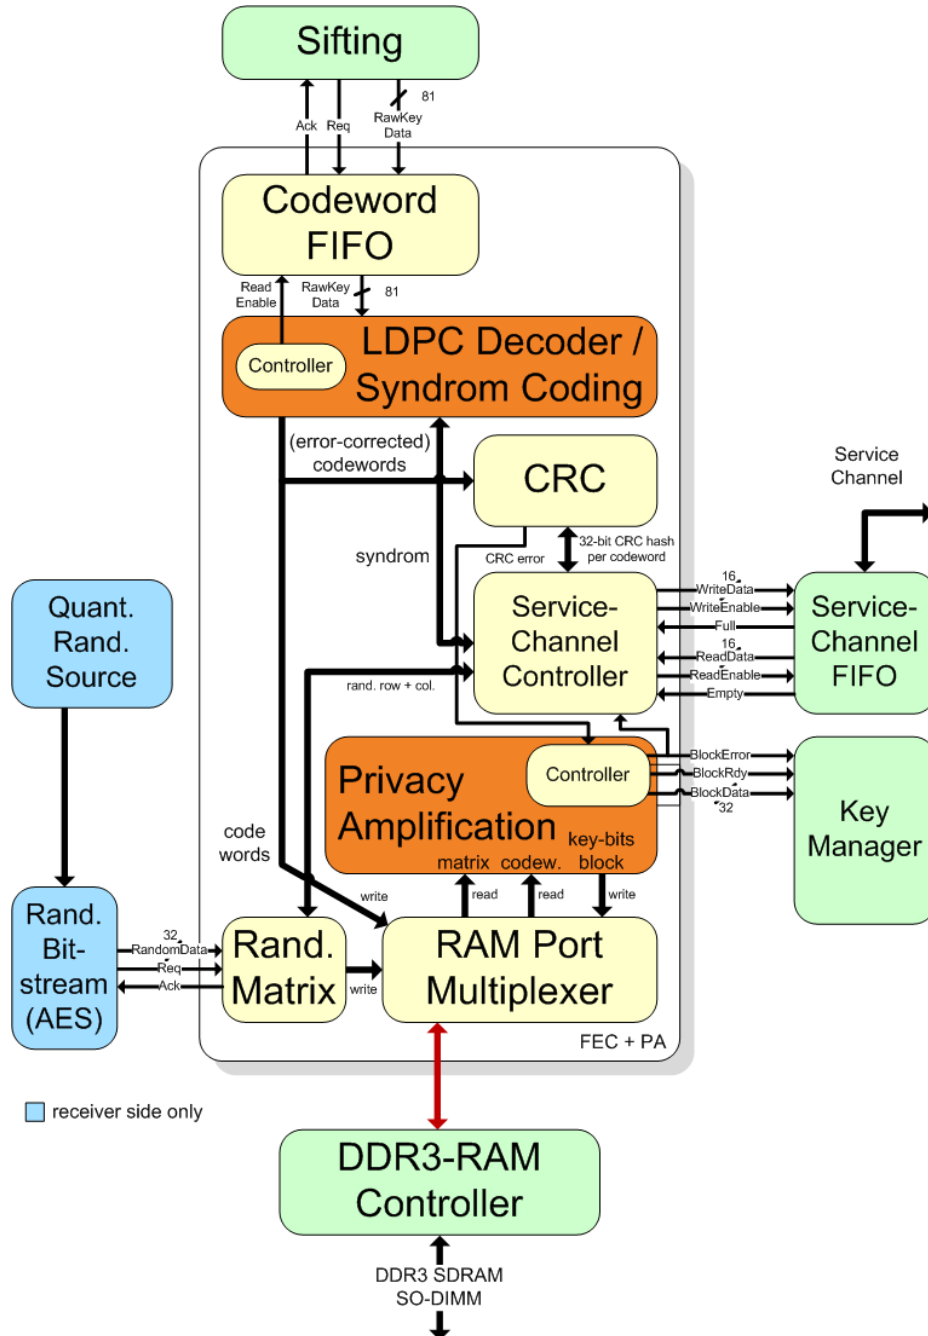 Sifting
81
Ack
Req
RawKey
Data
Codeword
FIFO
Read
Enable
RawKey
Data
81
LDPC Decoder /
Syndrom Coding
Controller
(error-corrected)
codewords
CRC
Service
Channel
syndrom
CRC error
32-bit CRC hash
per codeword
Quant.
Rand.
Source
Service-
Channel
Controller
16
WriteData
WriteEnable
Full
16
ReadData
ReadEnable
Empty
Service-
Channel
FIFO
rand. row + col.
Privacy
Amplification
Controller
BlockError
BlockRdy
BlockData
32
Key
Manager
code
words
matrix
codew.
key-bits
block
write
read
read
write
Rand.
Bit-
stream
(AES)
32
RandomData
Req
Ack
Rand.
Matrix
write
RAM Port
Multiplexer
FEC + PA
receiver side only
DDR3-RAM
Controller
DDR3 SDRAM
SO-DIMM